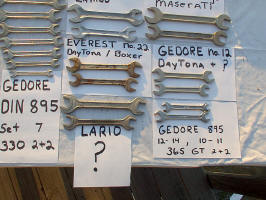 MASERATI
EVEREST no. 22
Daytona / Boxer
GEDORE no. 12
Daytona + ?
GEDORE
DIN 895
Set 7
330 2+2
LARIO
?
GEDORE 895
12-14, 10-11
365 GT 2+2